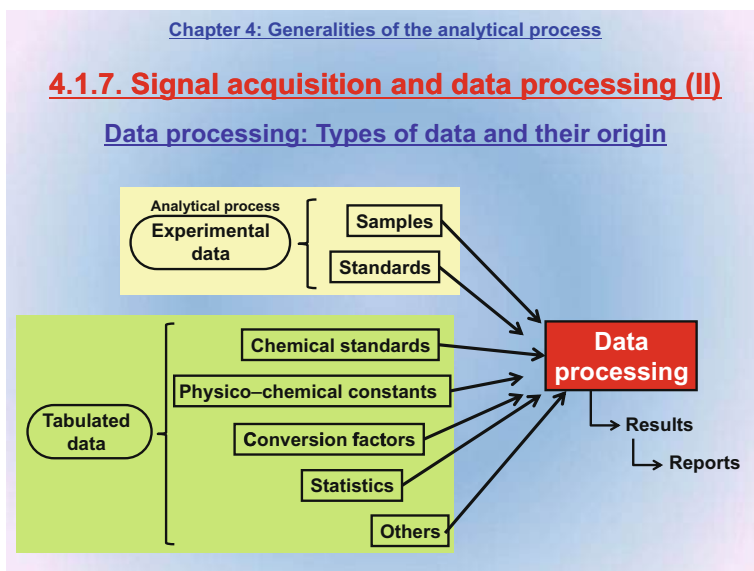 Chapter 4: Generalities of the analytical process
4.1.7. Signal acquisition and data processing (II)
Data processing: Types of data and their origin
Analytical process
Experimental
data
Samples
Standards
Tabulated
data
Chemical standards
Physico–chemical constants
Conversion factors
Statistics
Others
Data
processing
Results
Reports